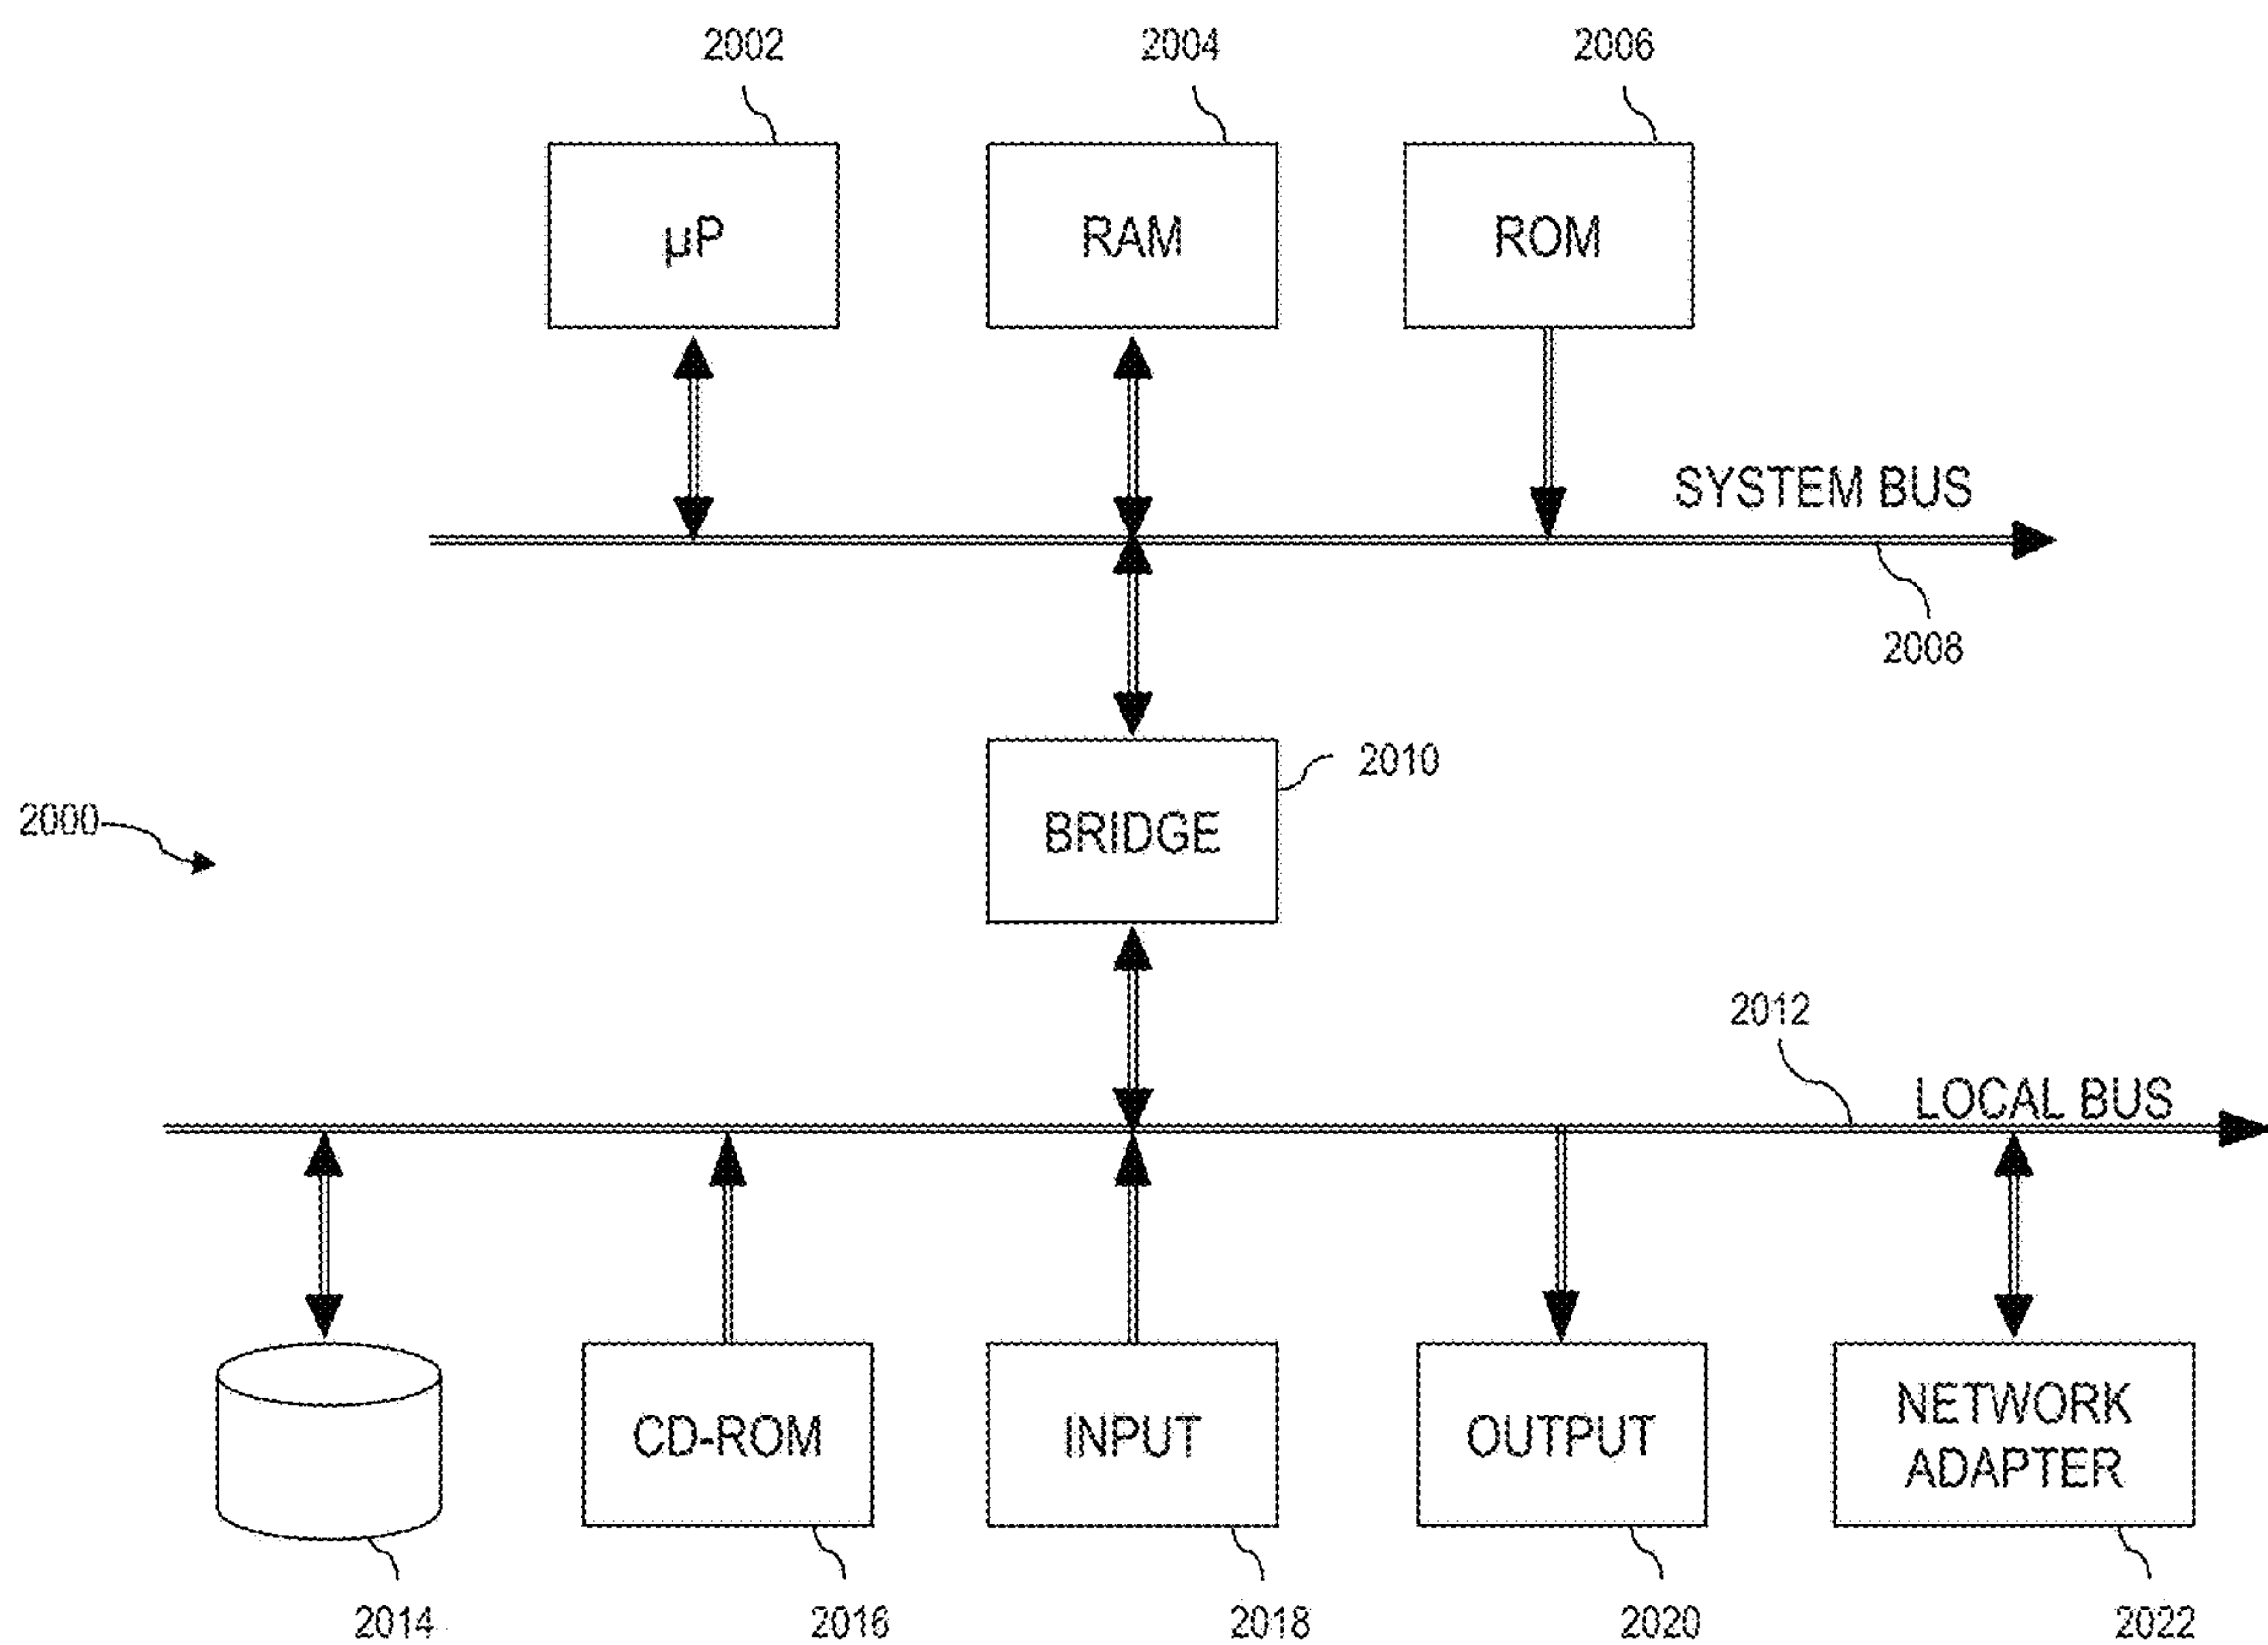 2002
2004
2006
µP
RAM
ROM
SYSTEM BUS
2008
2010
BRIDGE
2000
2012
LOCAL BUS
CD-ROM
INPUT
OUTPUT
NETWORK
ADAPTER
2014
2016
2018
2020
2022